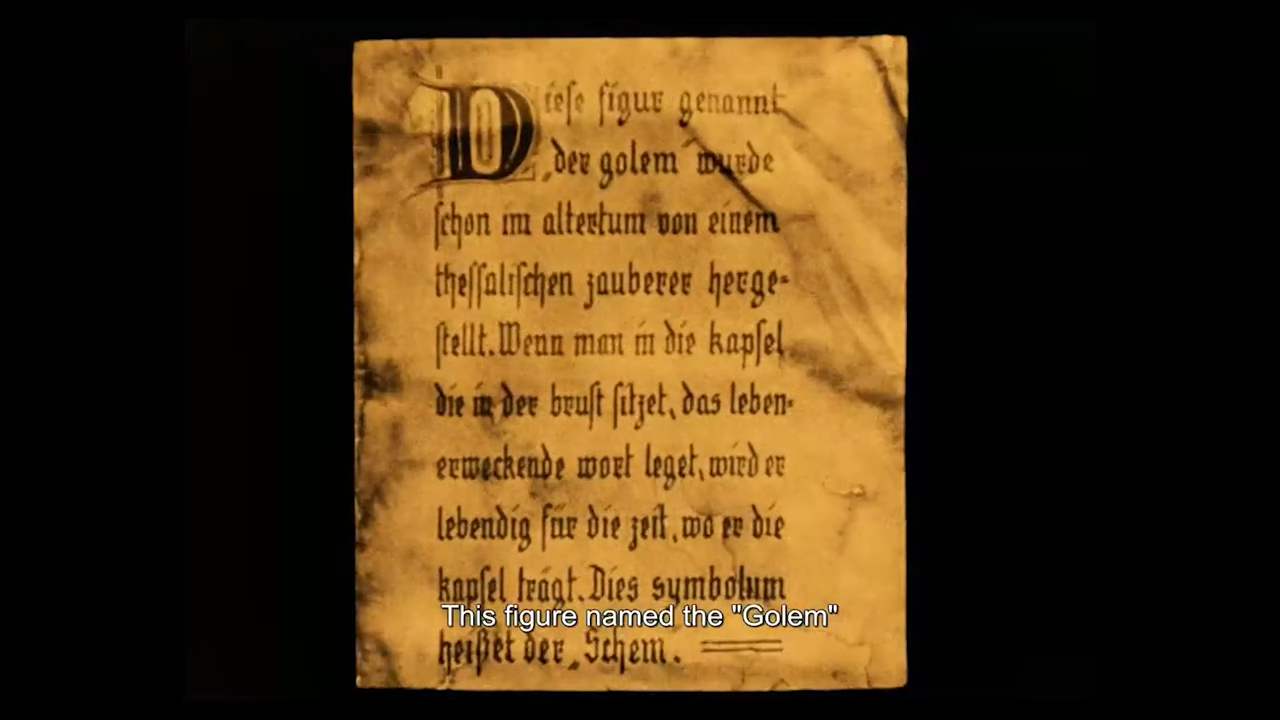 Diese figur genannt
„der golem" wurde
schon im altertum von einem
thessalischen zauberer herge-
stellt. Wenn man in die kapsel
die in der brust sitzet, das leben-
erweckende wort leget, wird er
lebendig für die zeit, wo er die
kapsel trägt. Dies symbolum
This figure named the "Golem"
heißet der „Schem.